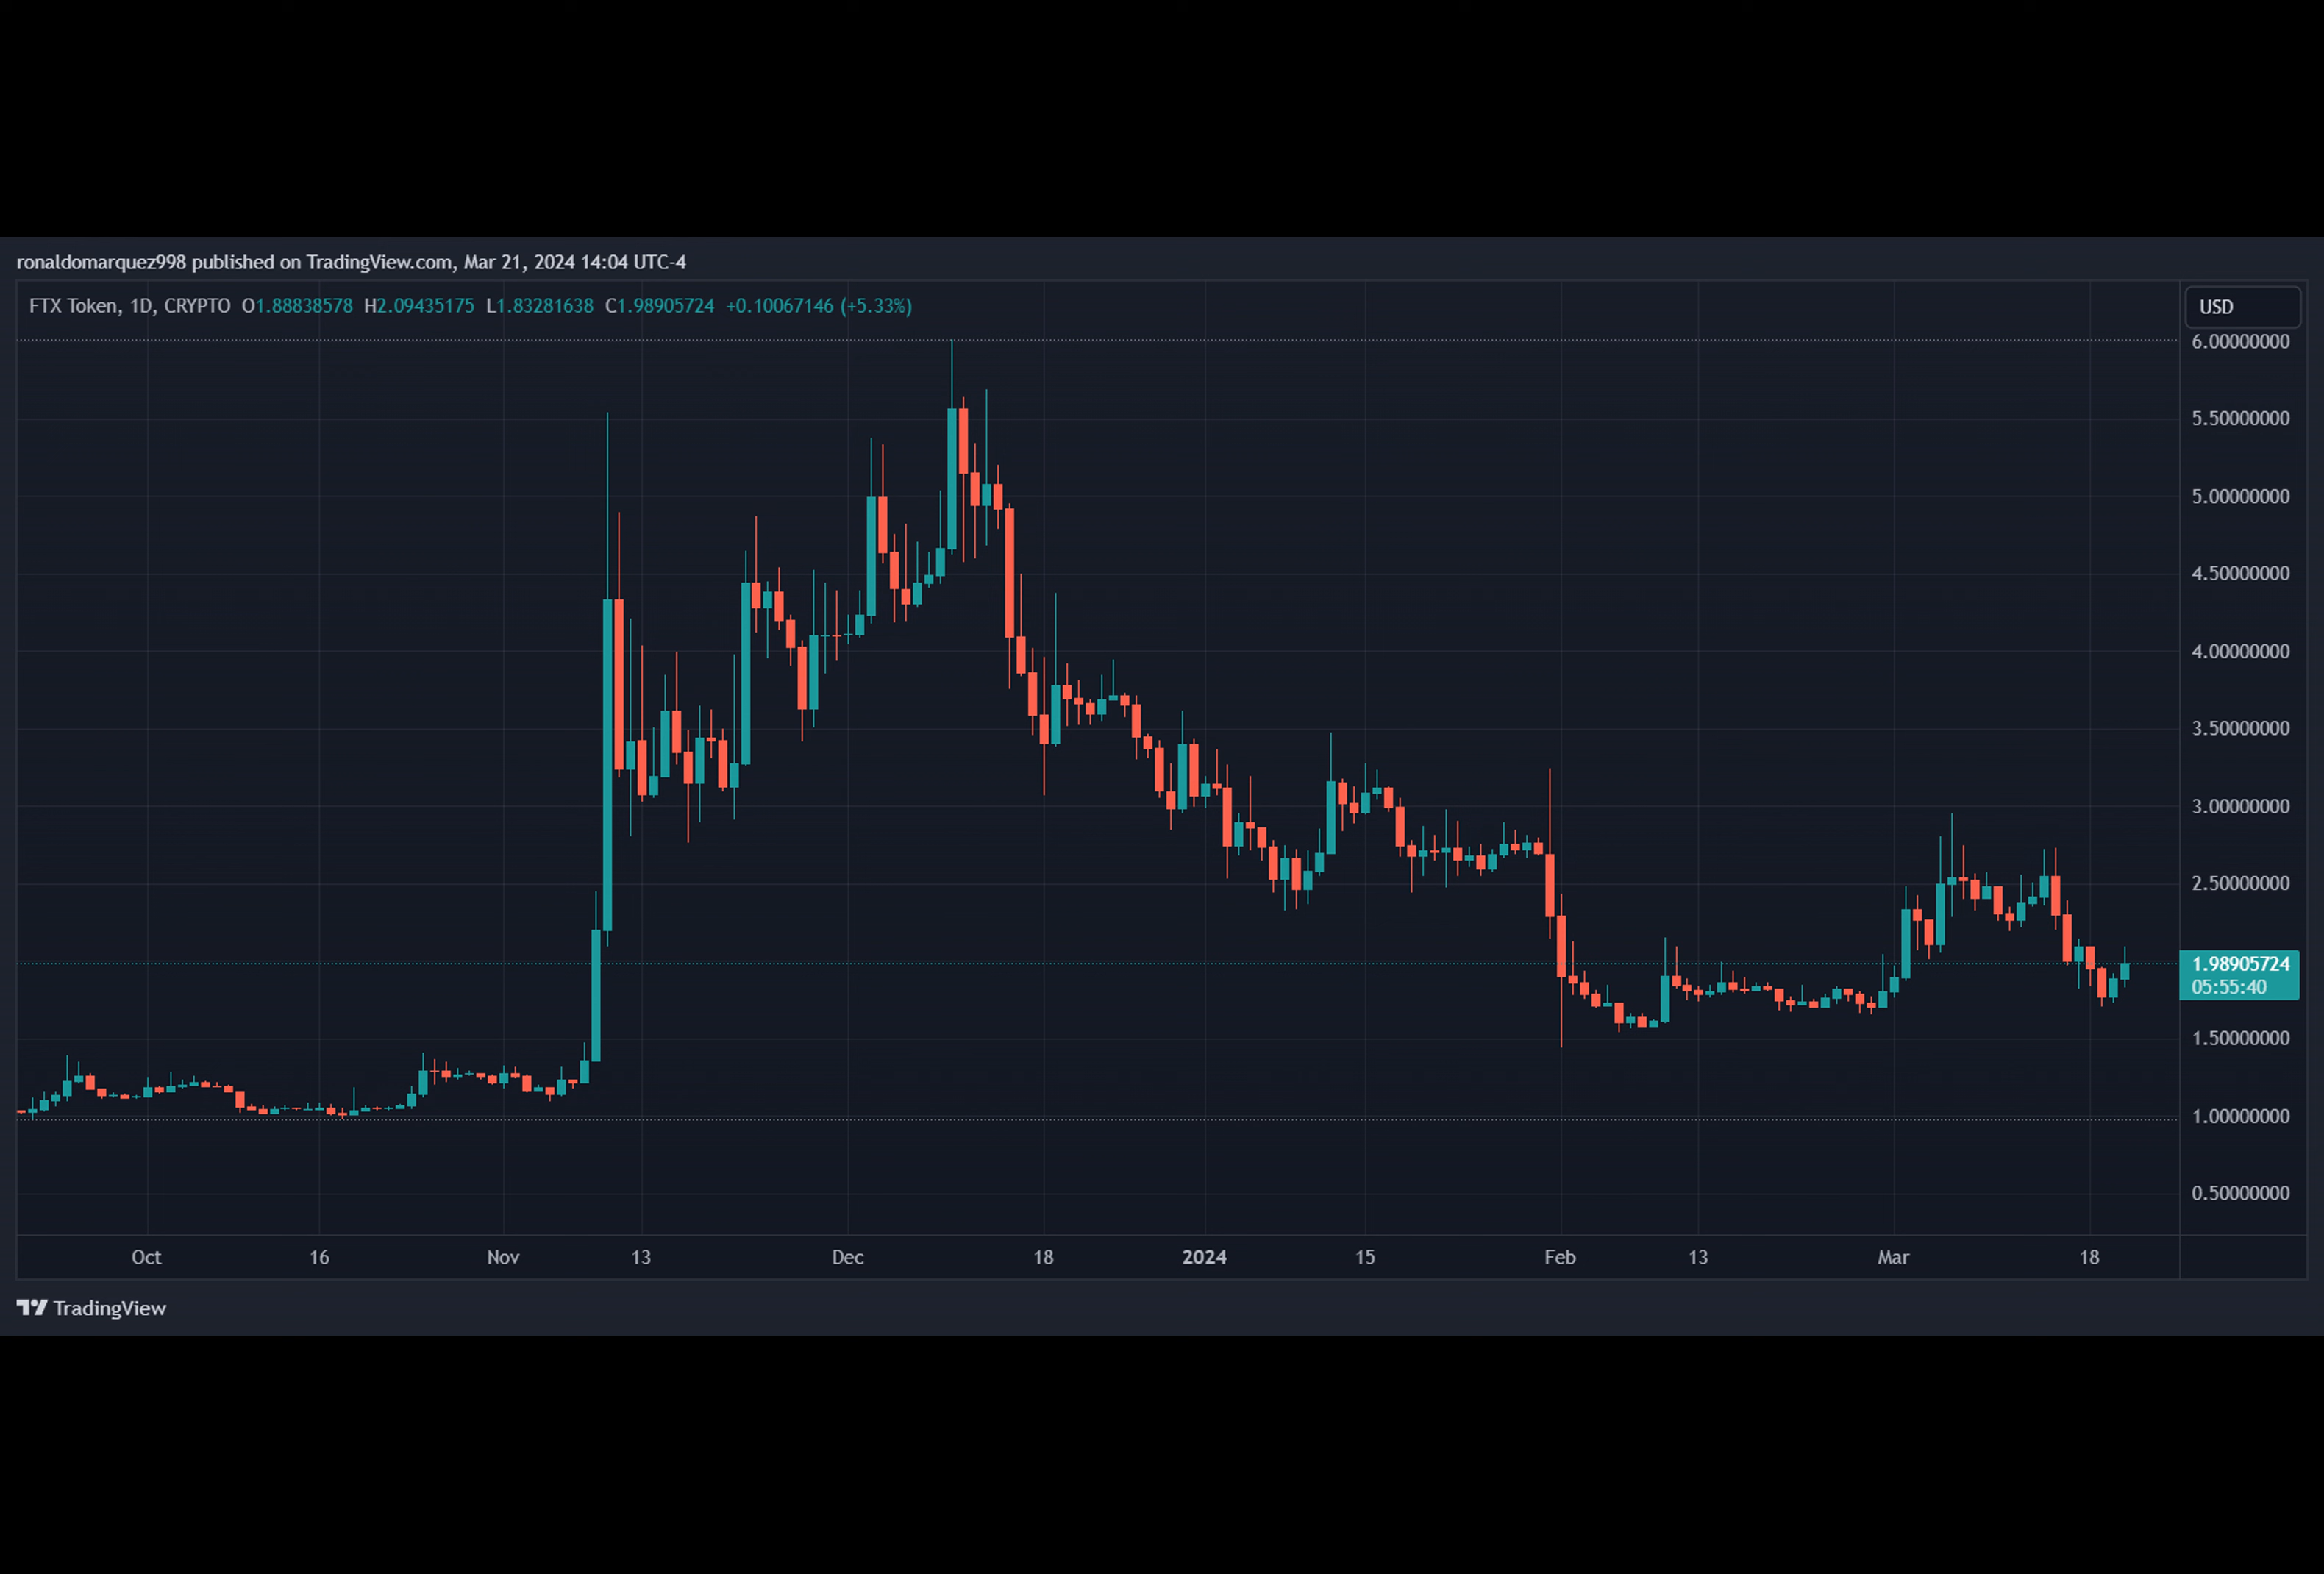 ronaldomarquez998 published on TradingView.com, Mar 21, 2024 14:04 UTC-4
FTX Token, 1D, CRYPTO O1.88838578 H2.09435175 L1.83281638 C1.98905724 +0.10067146 (+5.33%)
USD
6.00000000
5.50000000
5.00000000
4.50000000
4.00000000
3.50000000
3.00000000
2.50000000
1.98905724
05:55:40
1.50000000
1.00000000
0.50000000
Oct 16 Nov 13 Dec 18 2024 15 Feb 13 Mar 18
TradingView